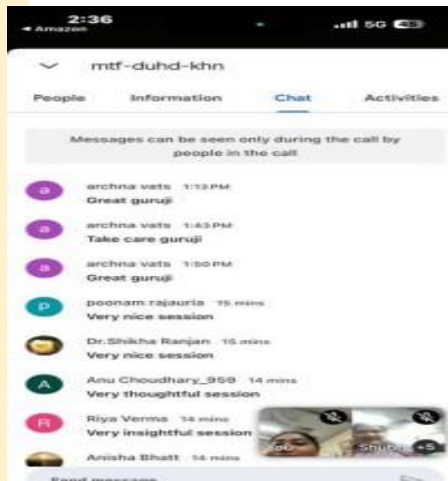 2:36
5G 45
◄ Amazon
mtf-duhd-khn
People Information Chat Activities
Messages can be seen only during the call by
people in the call
a
archna vats 1:13 PM
Great guruji
a
archna vats 1:43 PM
Take care guruji
a
archna vats 1:50 PM
Great guruji
P
poonam rajauria 15 mins
Very nice session
Dr.Shikha Ranjan 15 mins
Very nice session
A
Anu Choudhary_959 14 mins
Very thoughtful session
R
Riya Verma 14 mins
Very insightful session
You
+5
Anisha Bhatt 14 mins
Send message